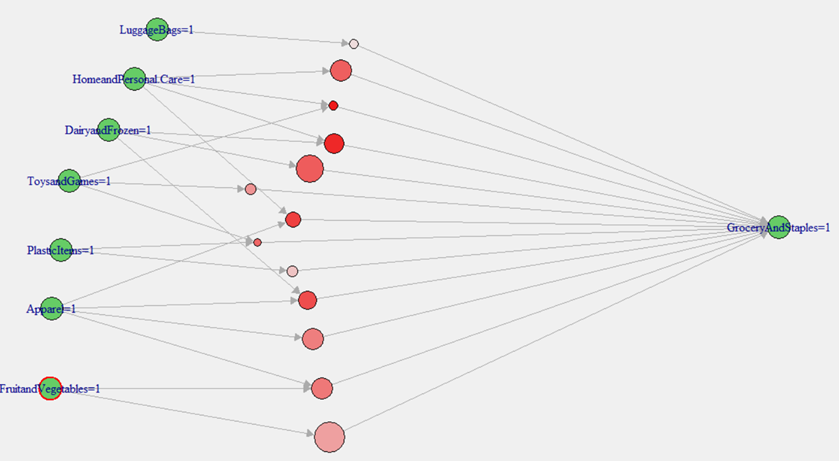 LuggageBags=1
HomeandPersonal Care=1
DairyandFrozen=1
ToysandGames=1
GroceryAndStaples=1
PlasticItems=1
Apparel=1
FruitandVegetables=1